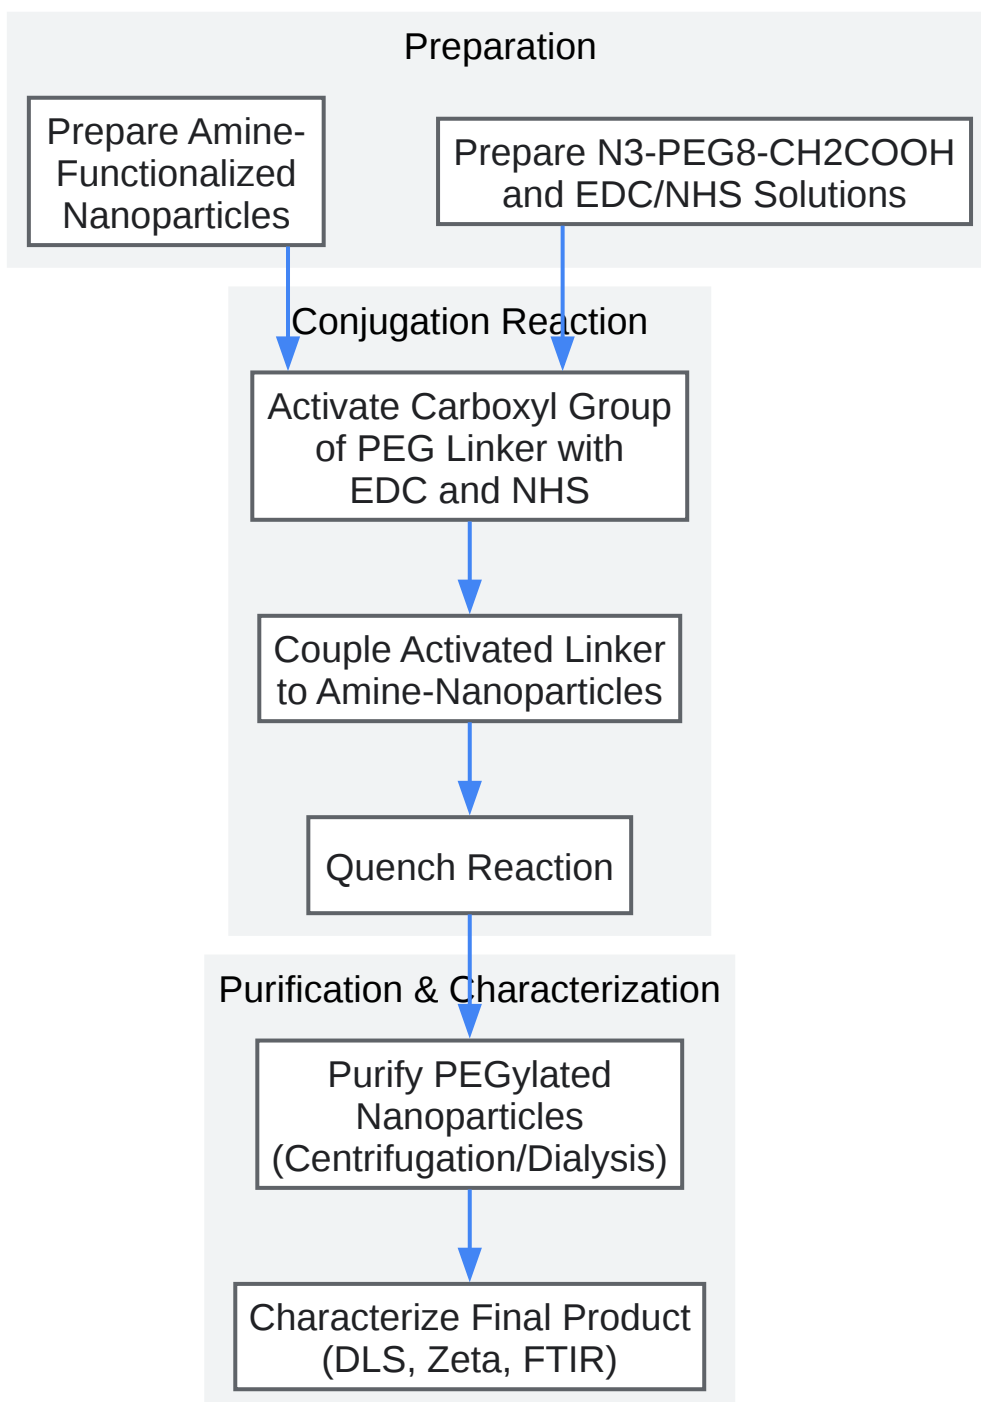 Preparation
Prepare Amine-
Functionalized
Nanoparticles
Prepare N3-PEG8-CH2COOH
and EDC/NHS Solutions
Conjugation Reaction
Activate Carboxyl Group
of PEG Linker with
EDC and NHS
Couple Activated Linker
to Amine-Nanoparticles
Quench Reaction
Purification & Characterization
Purify PEGylated
Nanoparticles
(Centrifugation/Dialysis)
Characterize Final Product
(DLS, Zeta, FTIR)